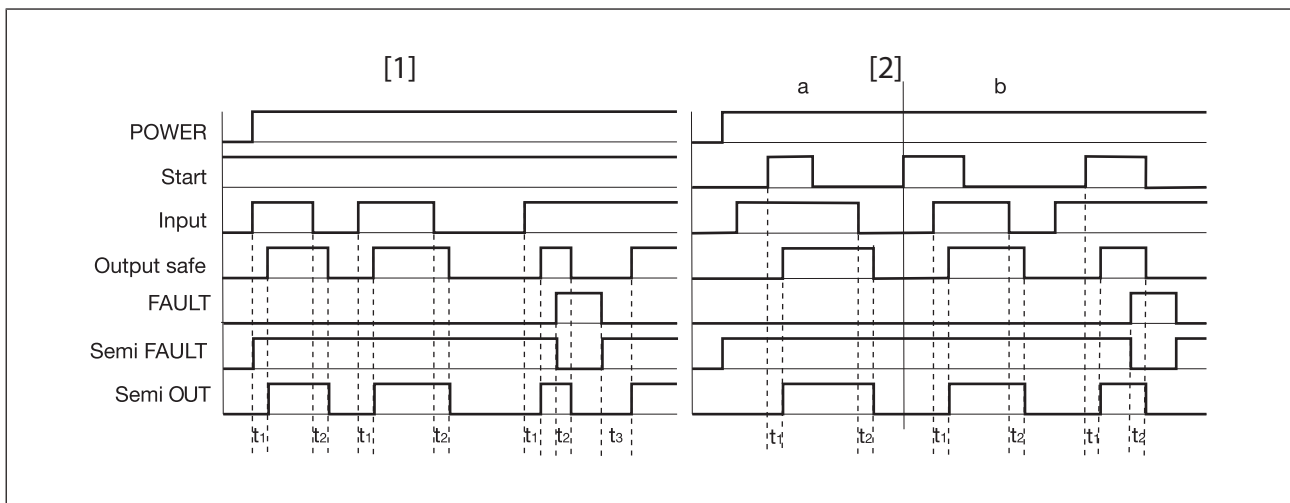 [1] [2]
a b
POWER
Start
Input
Output safe
FAULT
Semi FAULT
Semi OUT
t1 t2 t1 t2 t1 t2 t3 t1 t2 t1 t2 t1 t2